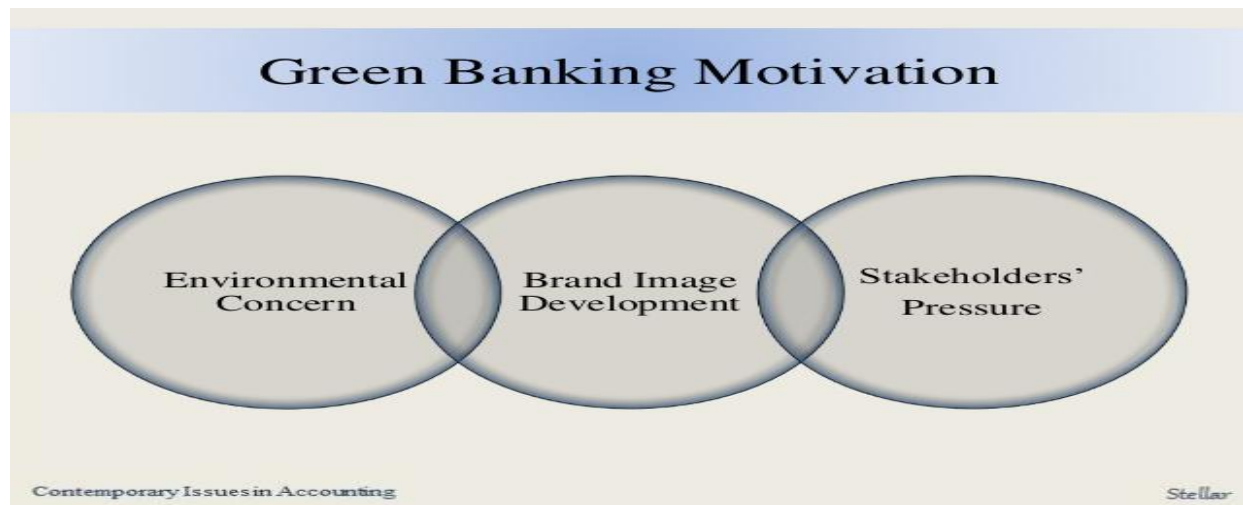 Green Banking Motivation
Environmental
Concern
Brand Image
Development
Stakeholders’
Pressure
Contemporary Issues in Accounting
Stellar